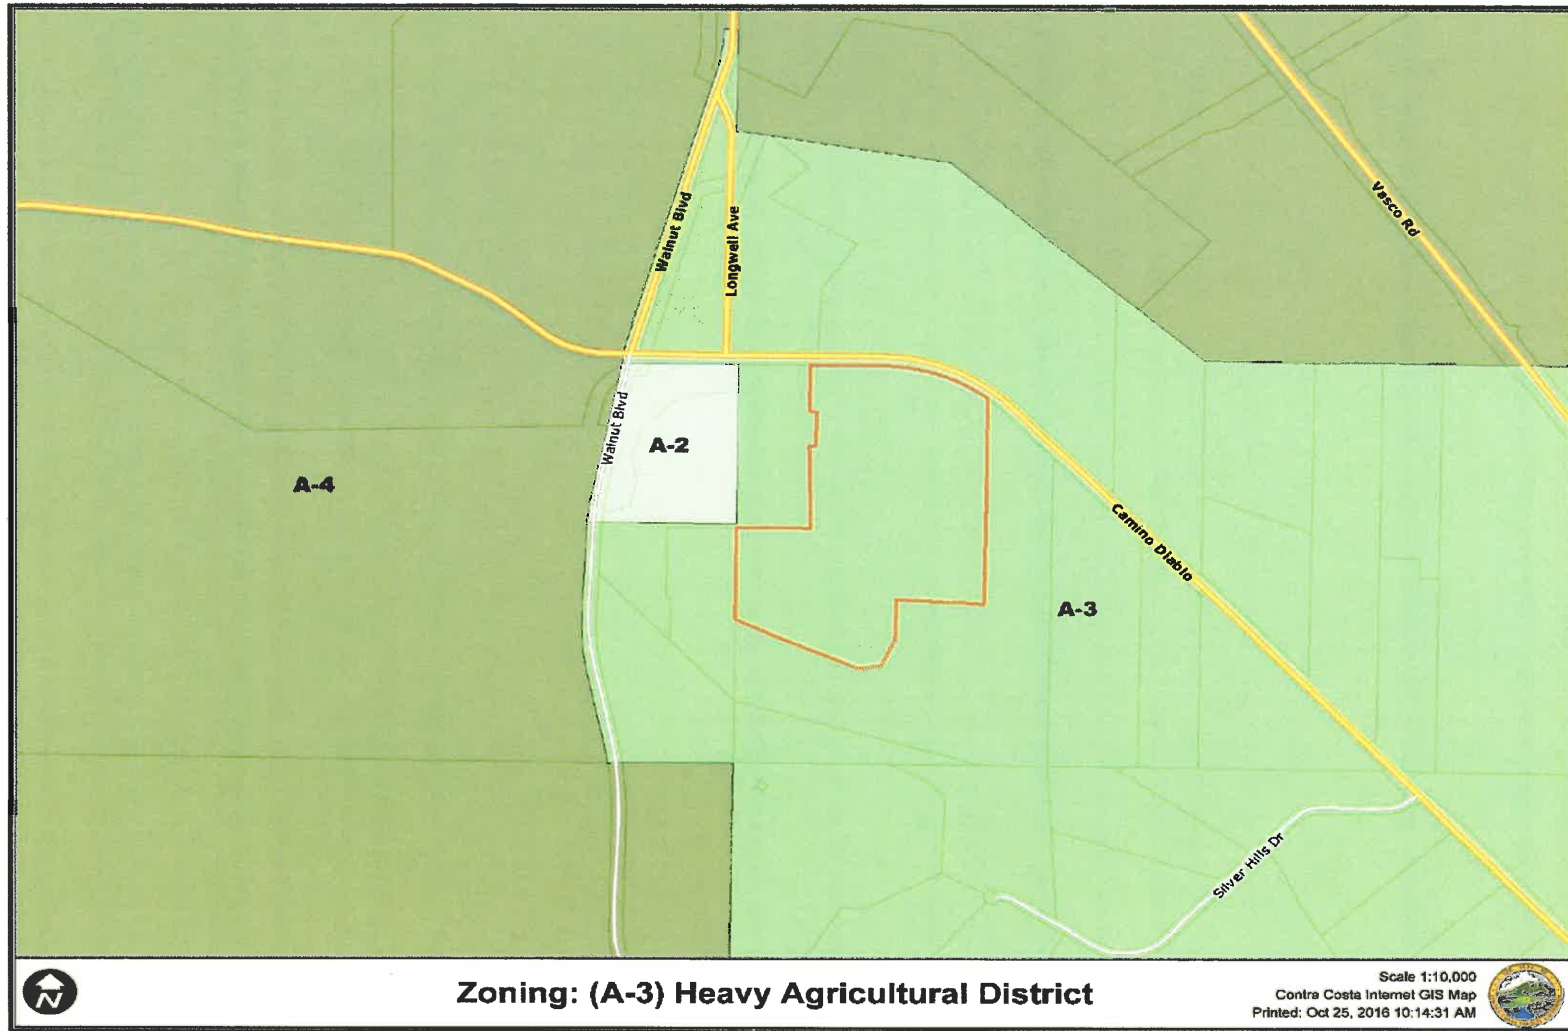 Vasco Rd
Walnut Blvd
Longwell Ave
Walnut Blvd
A-2
A-4
Camino Diablo
A-3
Silver Hills Dr
N
Zoning: (A-3) Heavy Agricultural District
Scale 1:10,000
Contra Costa Internet GIS Map
Printed: Oct 25, 2016 10:14:31 AM